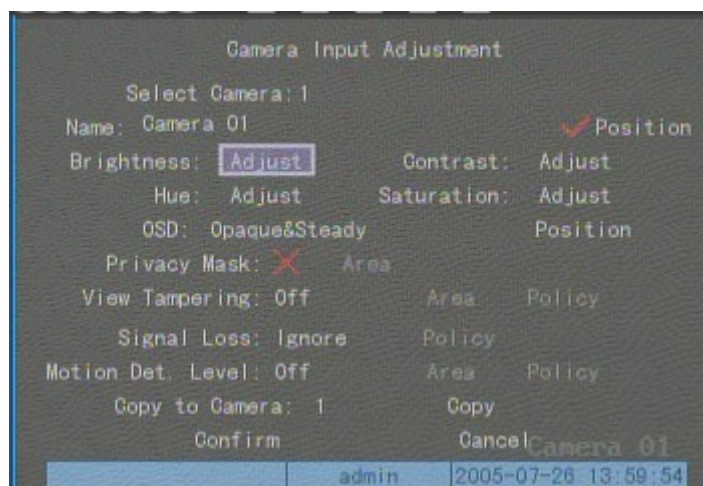 Camera Input Adjustment
Select Camera:1
Name: Camera 01 Position
Brightness: Adjust Contrast: Adjust
Hue: Adjust Saturation: Adjust
OSD: Opaque&Steady Position
Privacy Mask: Area
View Tampering: Off Area Policy
Signal Loss: Ignore Policy
Motion Det. Level: Off Area Policy
Copy to Camera: 1 Copy
Confirm Cancel
Camera 01
admin 2005-07-26 13:59:54